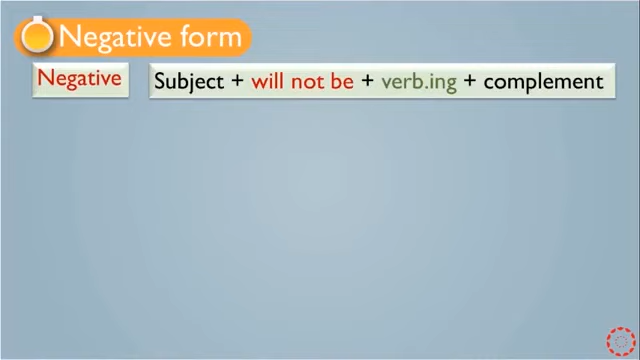 Negative form
Negative
Subject + will not be + verb.ing + complement